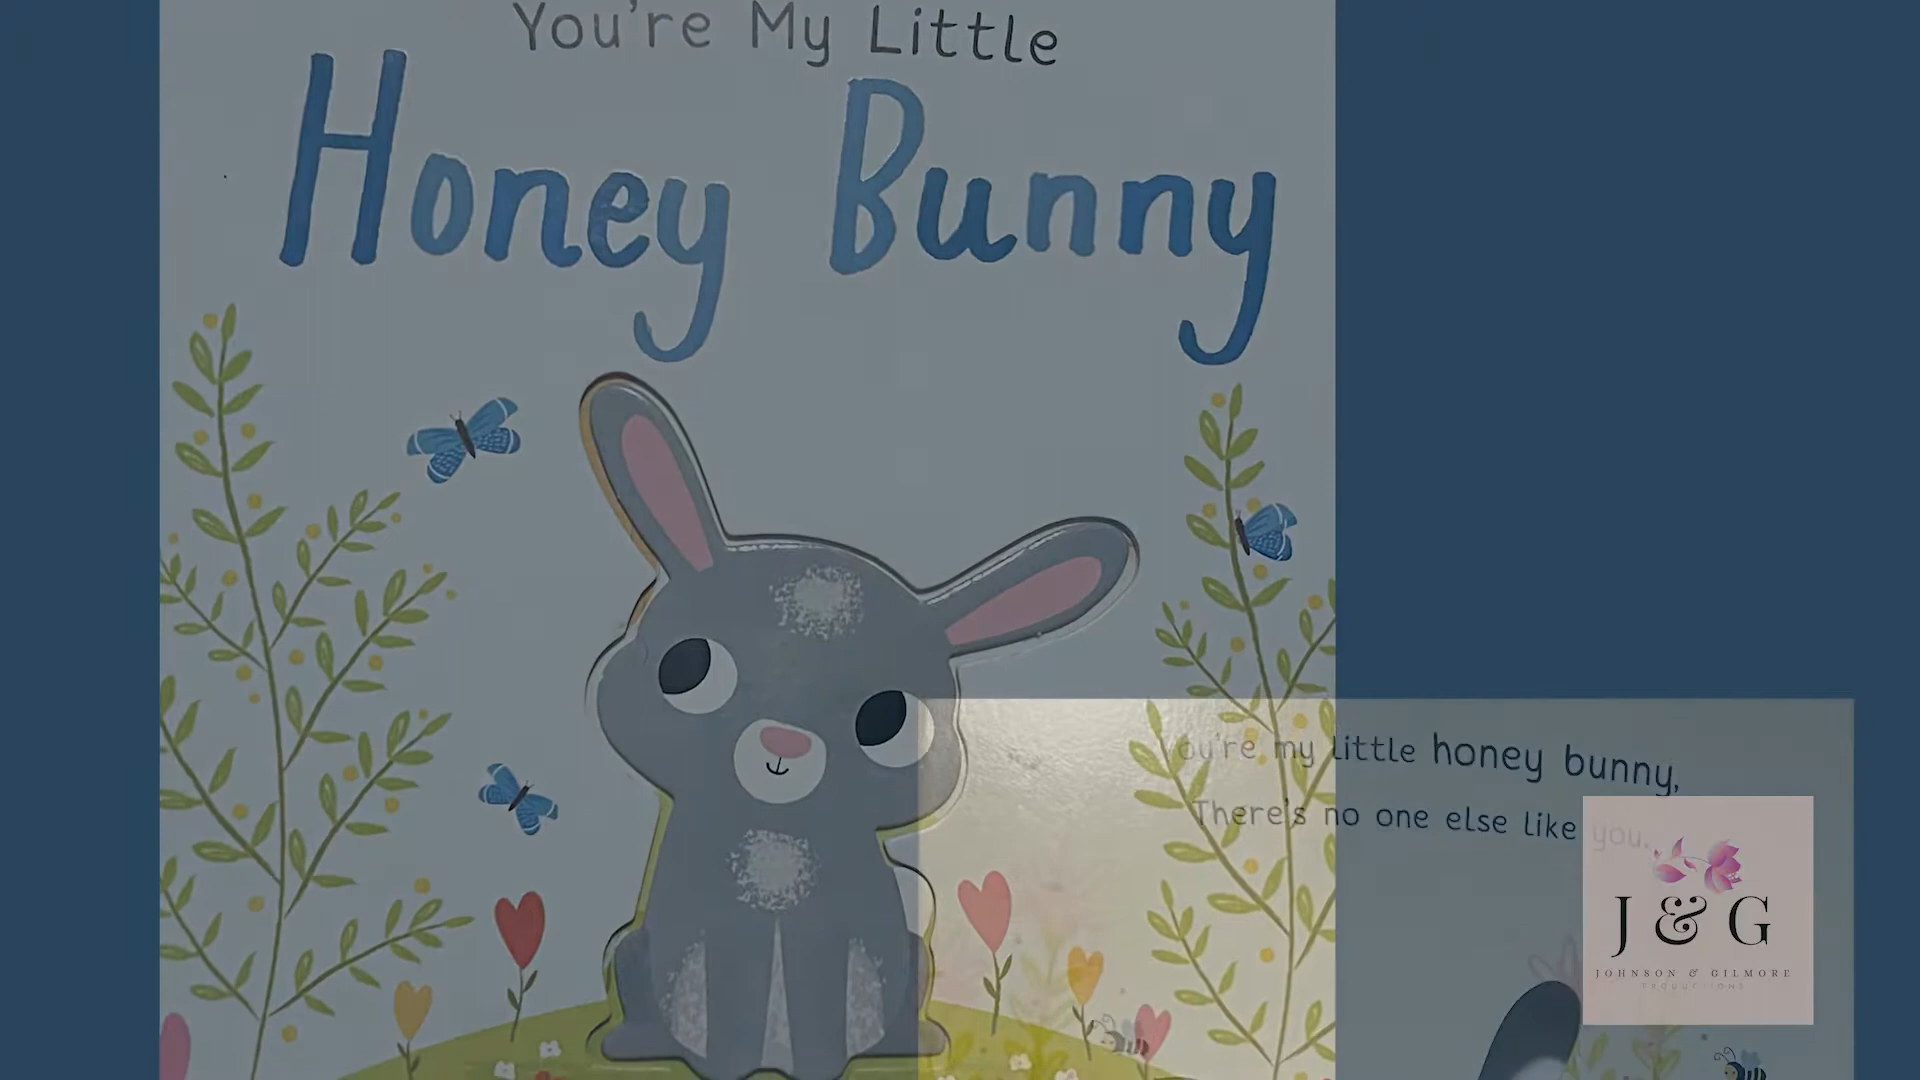 You're My Little
Honey Bunny
You're my little honey bunny,
There's no one else like you.
J & G
JOHNSON & GILMORE
PRODUCTIONS